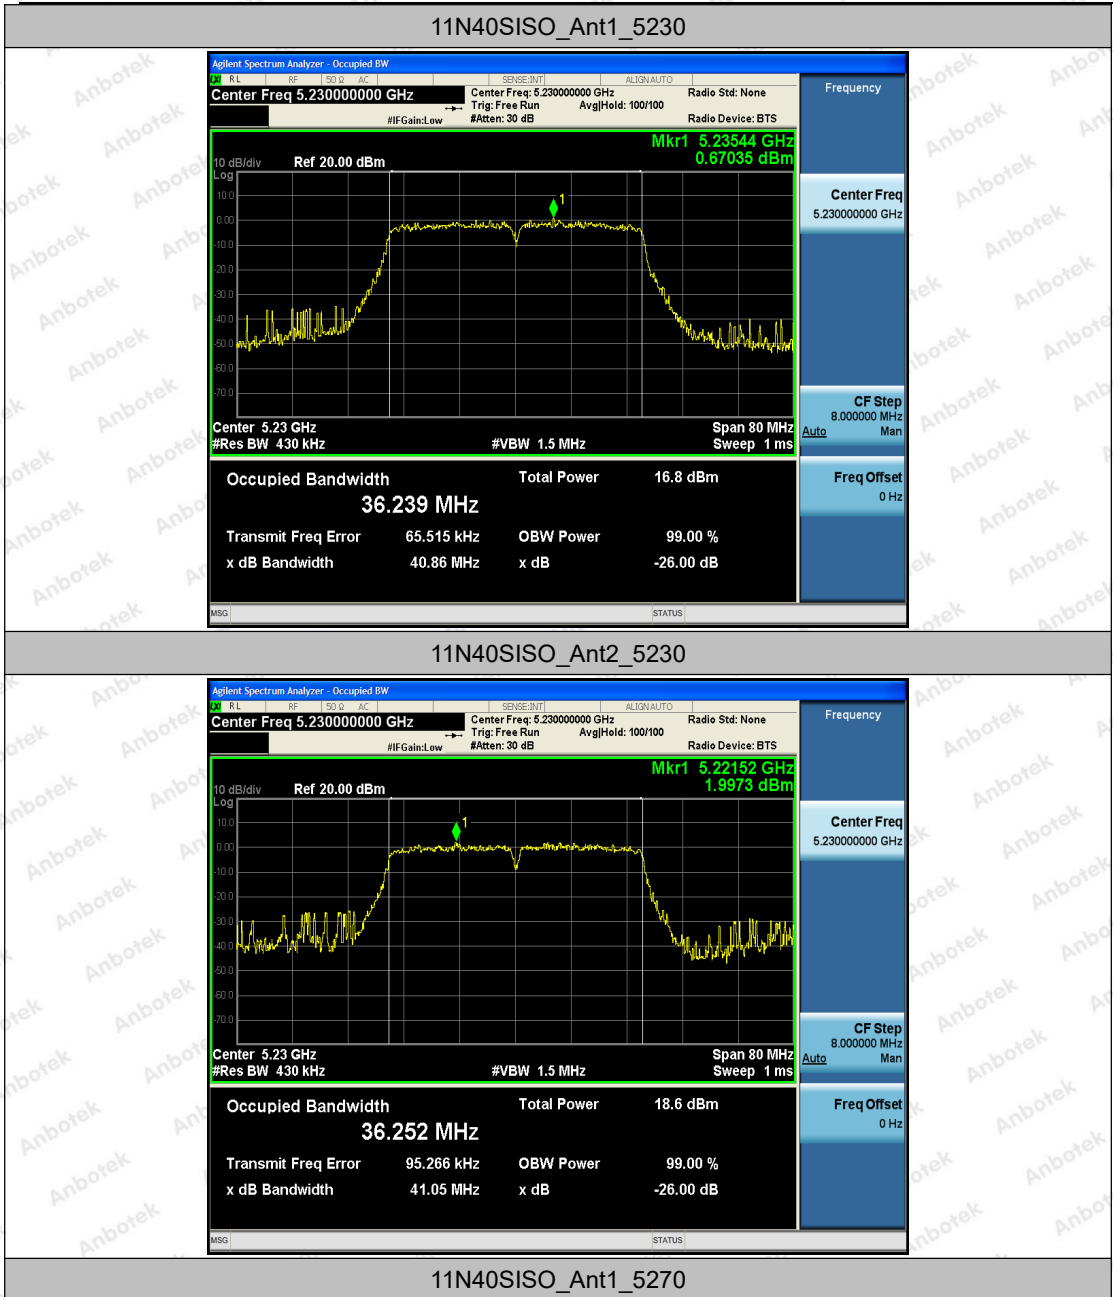 11N40SISO_Ant1_5230
Agilent Spectrum Analyzer - Occupied BW
LXI RL RF 50 Ω AC SENSE:INT ALIGNAUTO
Center Freq 5.230000000 GHz
Center Freq: 5.230000000 GHz Radio Std: None
Trig: Free Run Avg|Hold: 100/100
#IFGain:Low #Atten: 30 dB Radio Device: BTS
Mkr1 5.23544 GHz
0.67035 dBm
10 dB/div Ref 20.00 dBm
Log
10.0
0.00
-10.0
-20.0
-30.0
-40.0
-50.0
-60.0
-70.0
1
Center 5.23 GHz Span 80 MHz
#Res BW 430 kHz #VBW 1.5 MHz Sweep 1 ms
Occupied Bandwidth Total Power 16.8 dBm
36.239 MHz
Transmit Freq Error 65.515 kHz OBW Power 99.00 %
x dB Bandwidth 40.86 MHz x dB -26.00 dB
MSG STATUS
Frequency
Center Freq
5.230000000 GHz
CF Step
8.000000 MHz
Auto Man
Freq Offset
0 Hz
11N40SISO_Ant2_5230
Agilent Spectrum Analyzer - Occupied BW
LXI RL RF 50 Ω AC SENSE:INT ALIGNAUTO
Center Freq 5.230000000 GHz
Center Freq: 5.230000000 GHz Radio Std: None
Trig: Free Run Avg|Hold: 100/100
#IFGain:Low #Atten: 30 dB Radio Device: BTS
Mkr1 5.22152 GHz
1.9973 dBm
10 dB/div Ref 20.00 dBm
Log
10.0
0.00
-10.0
-20.0
-30.0
-40.0
-50.0
-60.0
-70.0
1
Center 5.23 GHz Span 80 MHz
#Res BW 430 kHz #VBW 1.5 MHz Sweep 1 ms
Occupied Bandwidth Total Power 18.6 dBm
36.252 MHz
Transmit Freq Error 95.266 kHz OBW Power 99.00 %
x dB Bandwidth 41.05 MHz x dB -26.00 dB
MSG STATUS
Frequency
Center Freq
5.230000000 GHz
CF Step
8.000000 MHz
Auto Man
Freq Offset
0 Hz
11N40SISO_Ant1_5270